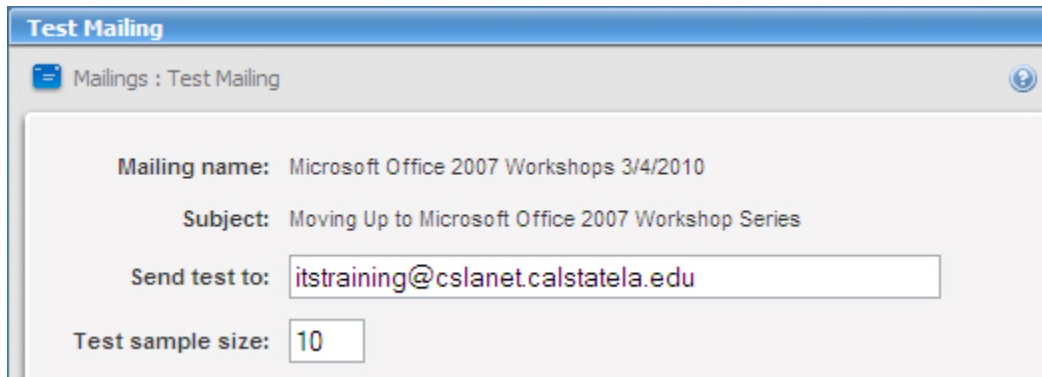 Test Mailing
Mailings : Test Mailing
Mailing name: Microsoft Office 2007 Workshops 3/4/2010
Subject: Moving Up to Microsoft Office 2007 Workshop Series
Send test to: itstraining@cslanet.calstatela.edu
Test sample size: 10